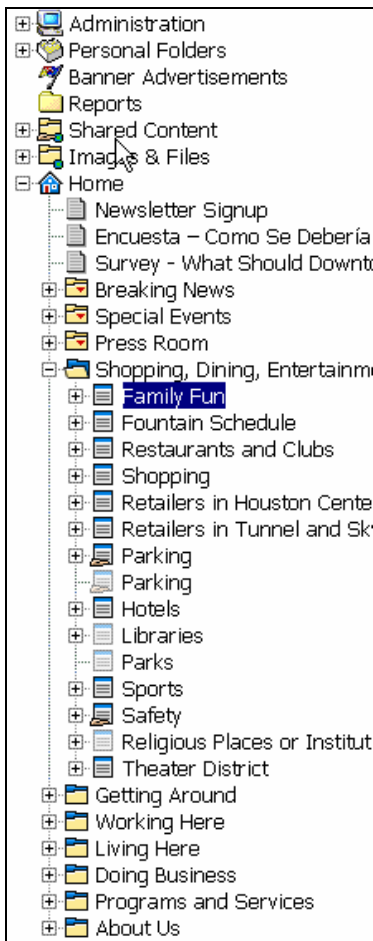 Administration
Personal Folders
Banner Advertisements
Reports
Shared Content
Images & Files
Home
Newsletter Signup
Encuesta – Como Se Debería
Survey - What Should Downto
Breaking News
Special Events
Press Room
Shopping, Dining, Entertainme
Family Fun
Fountain Schedule
Restaurants and Clubs
Shopping
Retailers in Houston Cente
Retailers in Tunnel and Sk
Parking
Parking
Hotels
Libraries
Parks
Sports
Safety
Religious Places or Institut
Theater District
Getting Around
Working Here
Living Here
Doing Business
Programs and Services
About Us